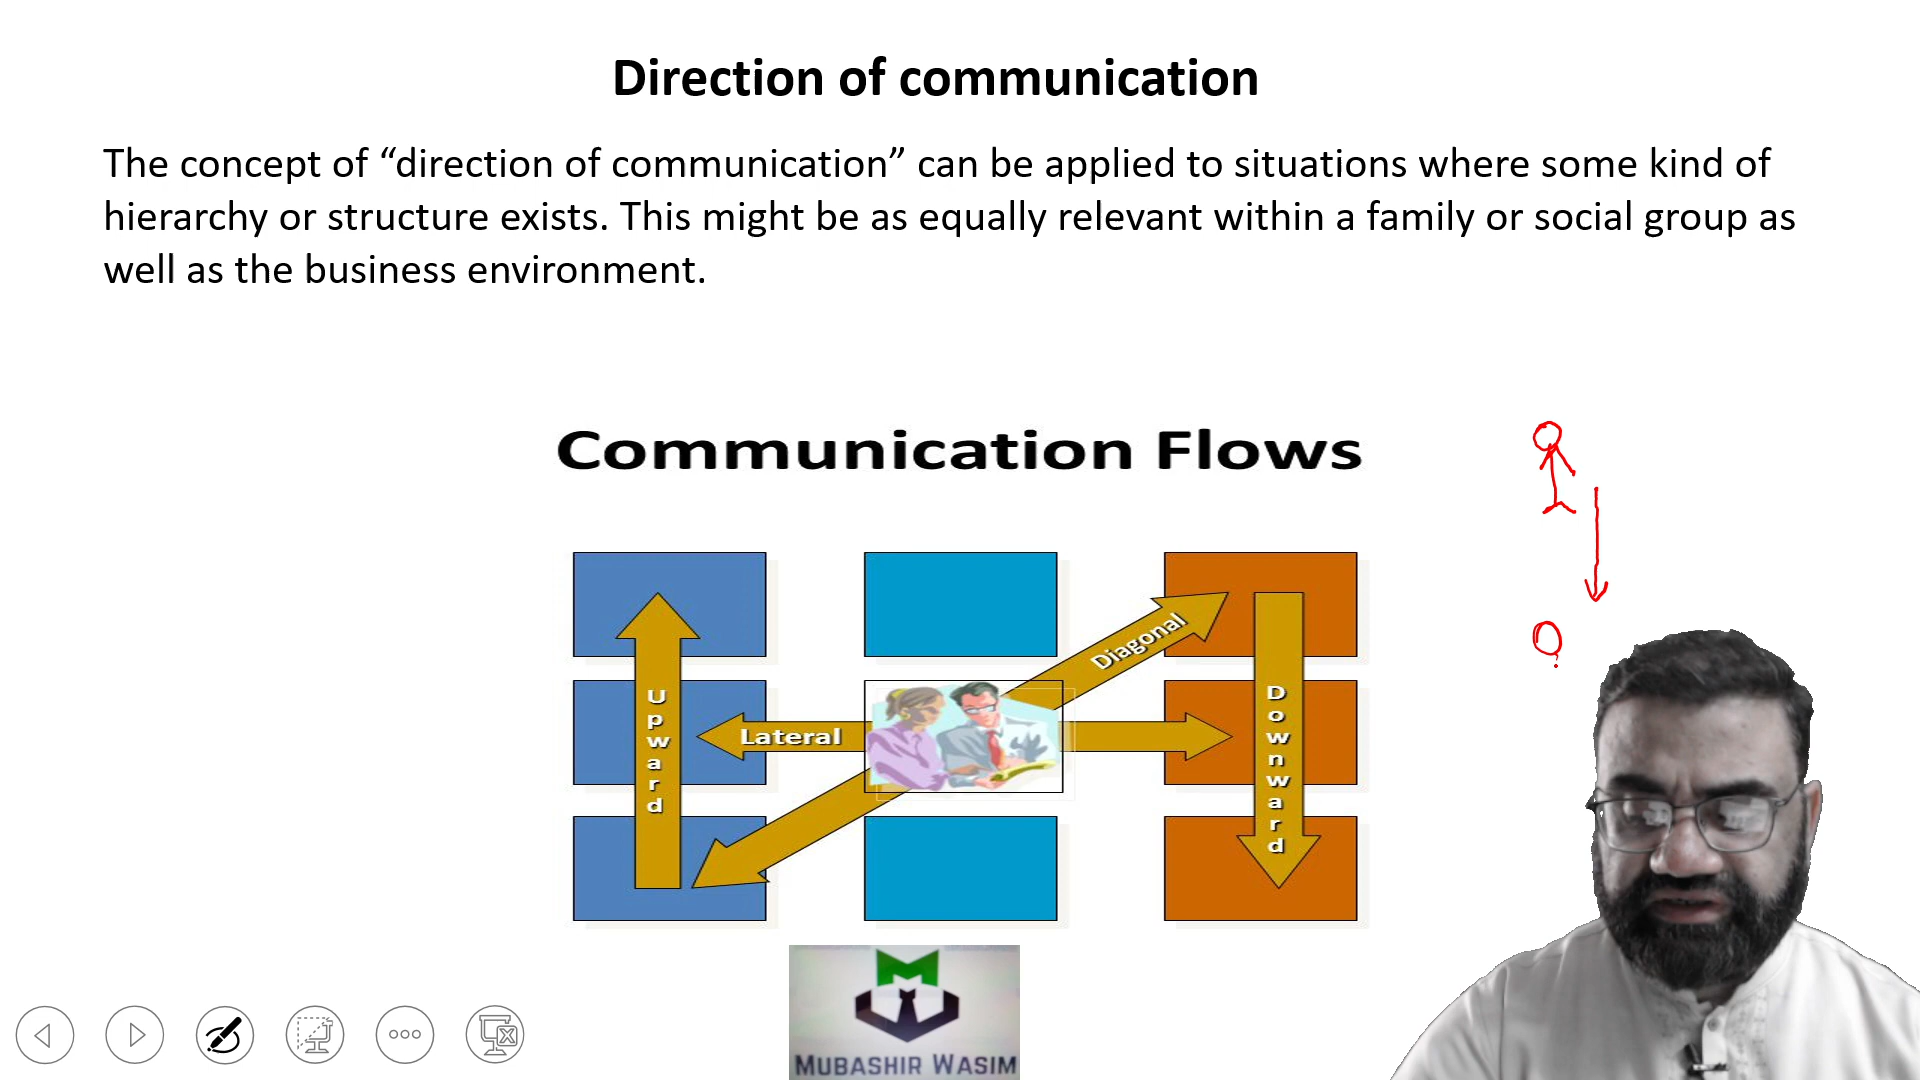 Direction of communication
The concept of “direction of communication” can be applied to situations where some kind of
hierarchy or structure exists. This might be as equally relevant within a family or social group as
well as the business environment.
Communication Flows
Upward
Lateral
Diagonal
Downward
MUBASHIR WASIM